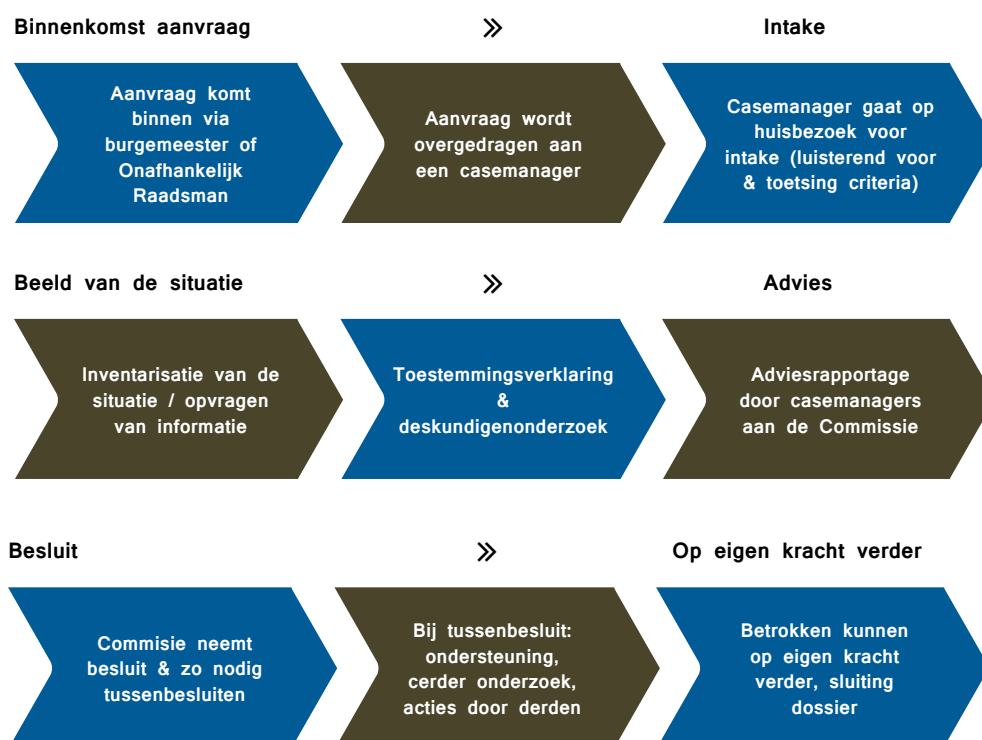 Binnenkomst aanvraag
»
Intake
Aanvraag komt
binnen via
burgemeester of
Onafhankelijk
Raadsman
Aanvraag wordt
overgedragen aan
een casemanager
Casemanager gaat op
huisbezoek voor
intake (luisterend voor
& toetsing criteria)
Beeld van de situatie
»
Advies
Inventarisatie van de
situatie / opvragen
van informatie
Toestemmingsverklaring
&
deskundigenonderzoek
Adviesrapportage
door casemanagers
aan de Commissie
Besluit
»
Op eigen kracht verder
Commisie neemt
besluit & zo nodig
tussenbesluiten
Bij tussenbesluit:
ondersteuning,
cerder onderzoek,
acties door derden
Betrokken kunnen
op eigen kracht
verder, sluiting
dossier